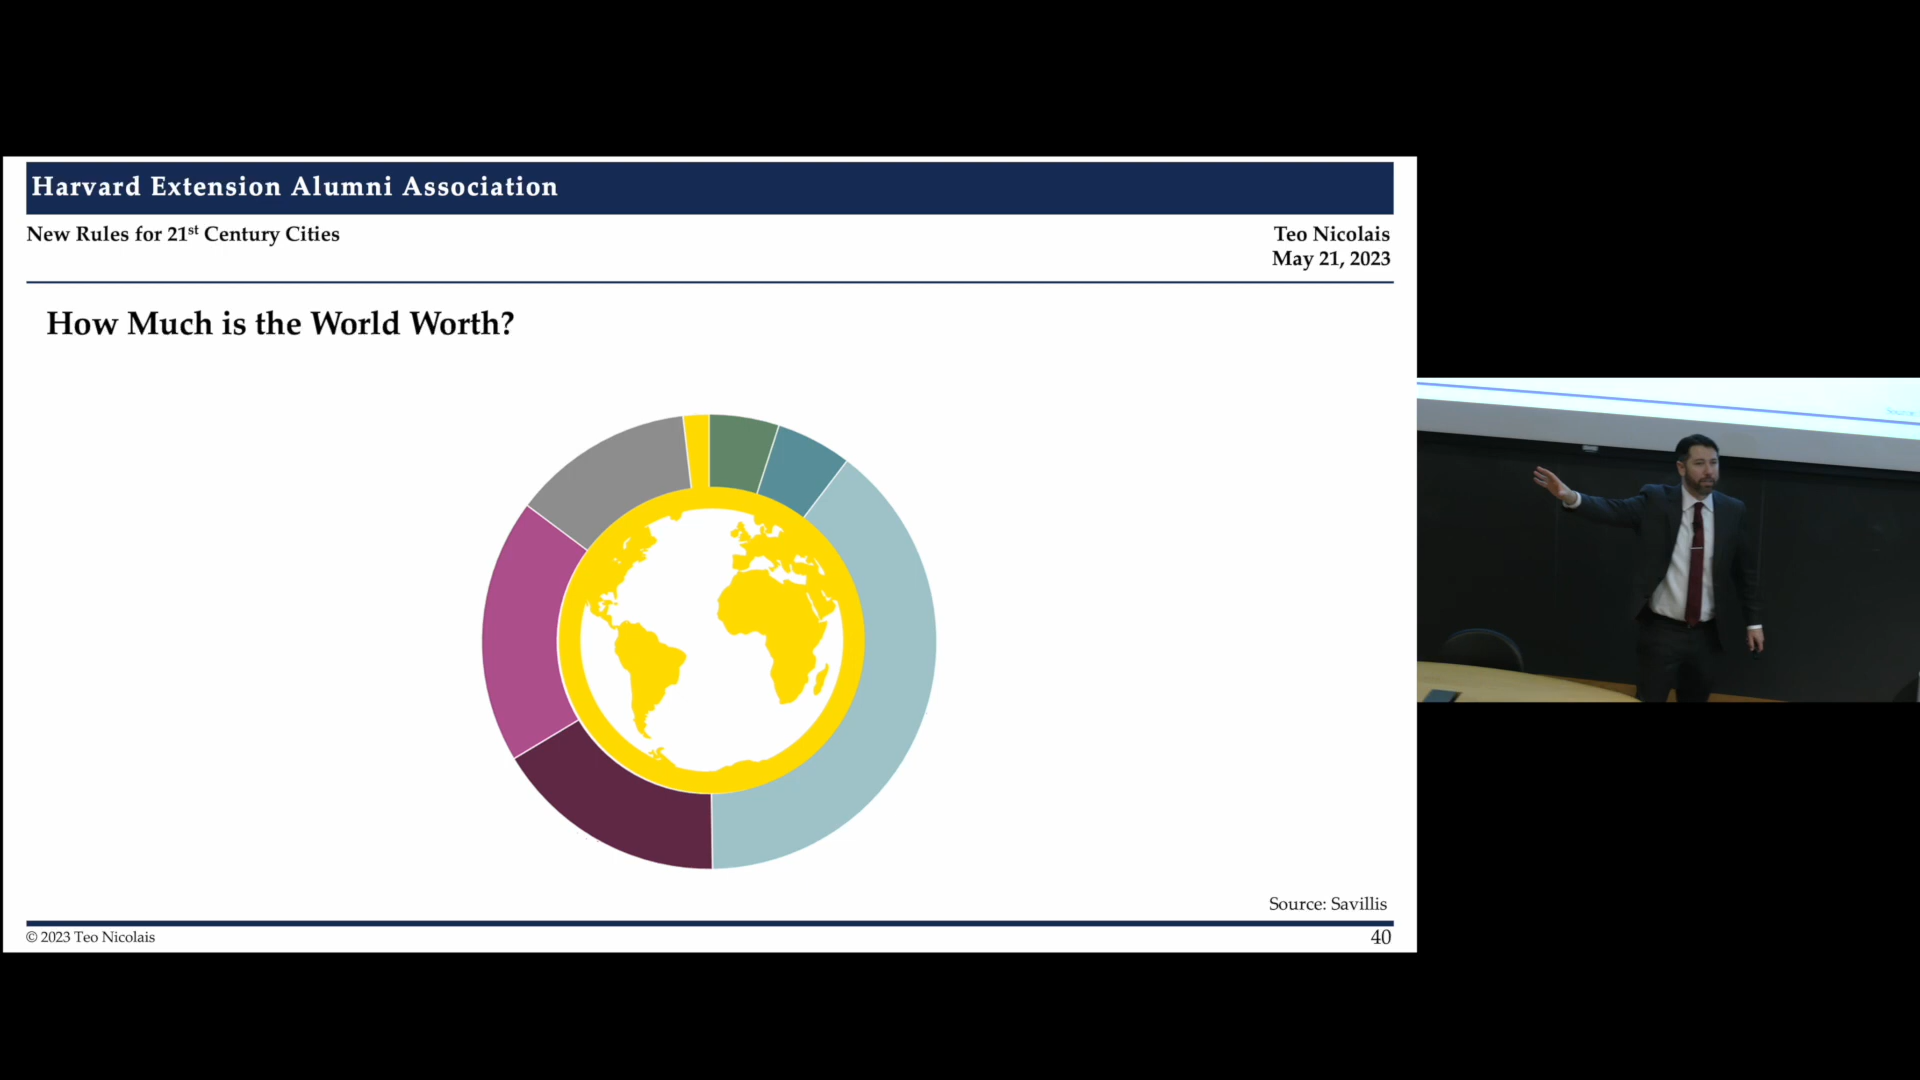 Harvard Extension Alumni Association
New Rules for 21st Century Cities
Teo Nicolais
May 21, 2023
How Much is the World Worth?
Source: Savillis
© 2023 Teo Nicolais
40